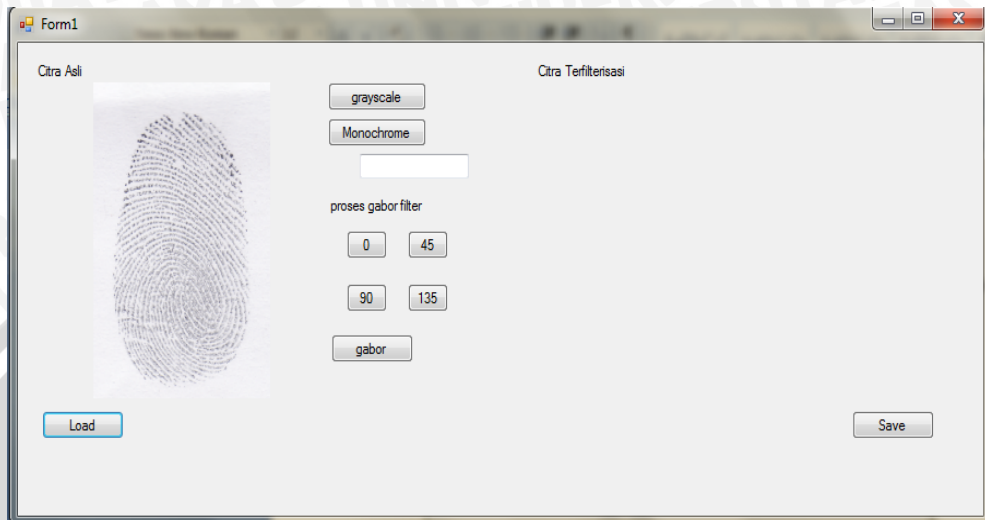 Form1
Citra Asli
Citra Terfilterisasi
grayscale
Monochrome
proses gabor filter
0 45
90 135
gabor
Load
Save